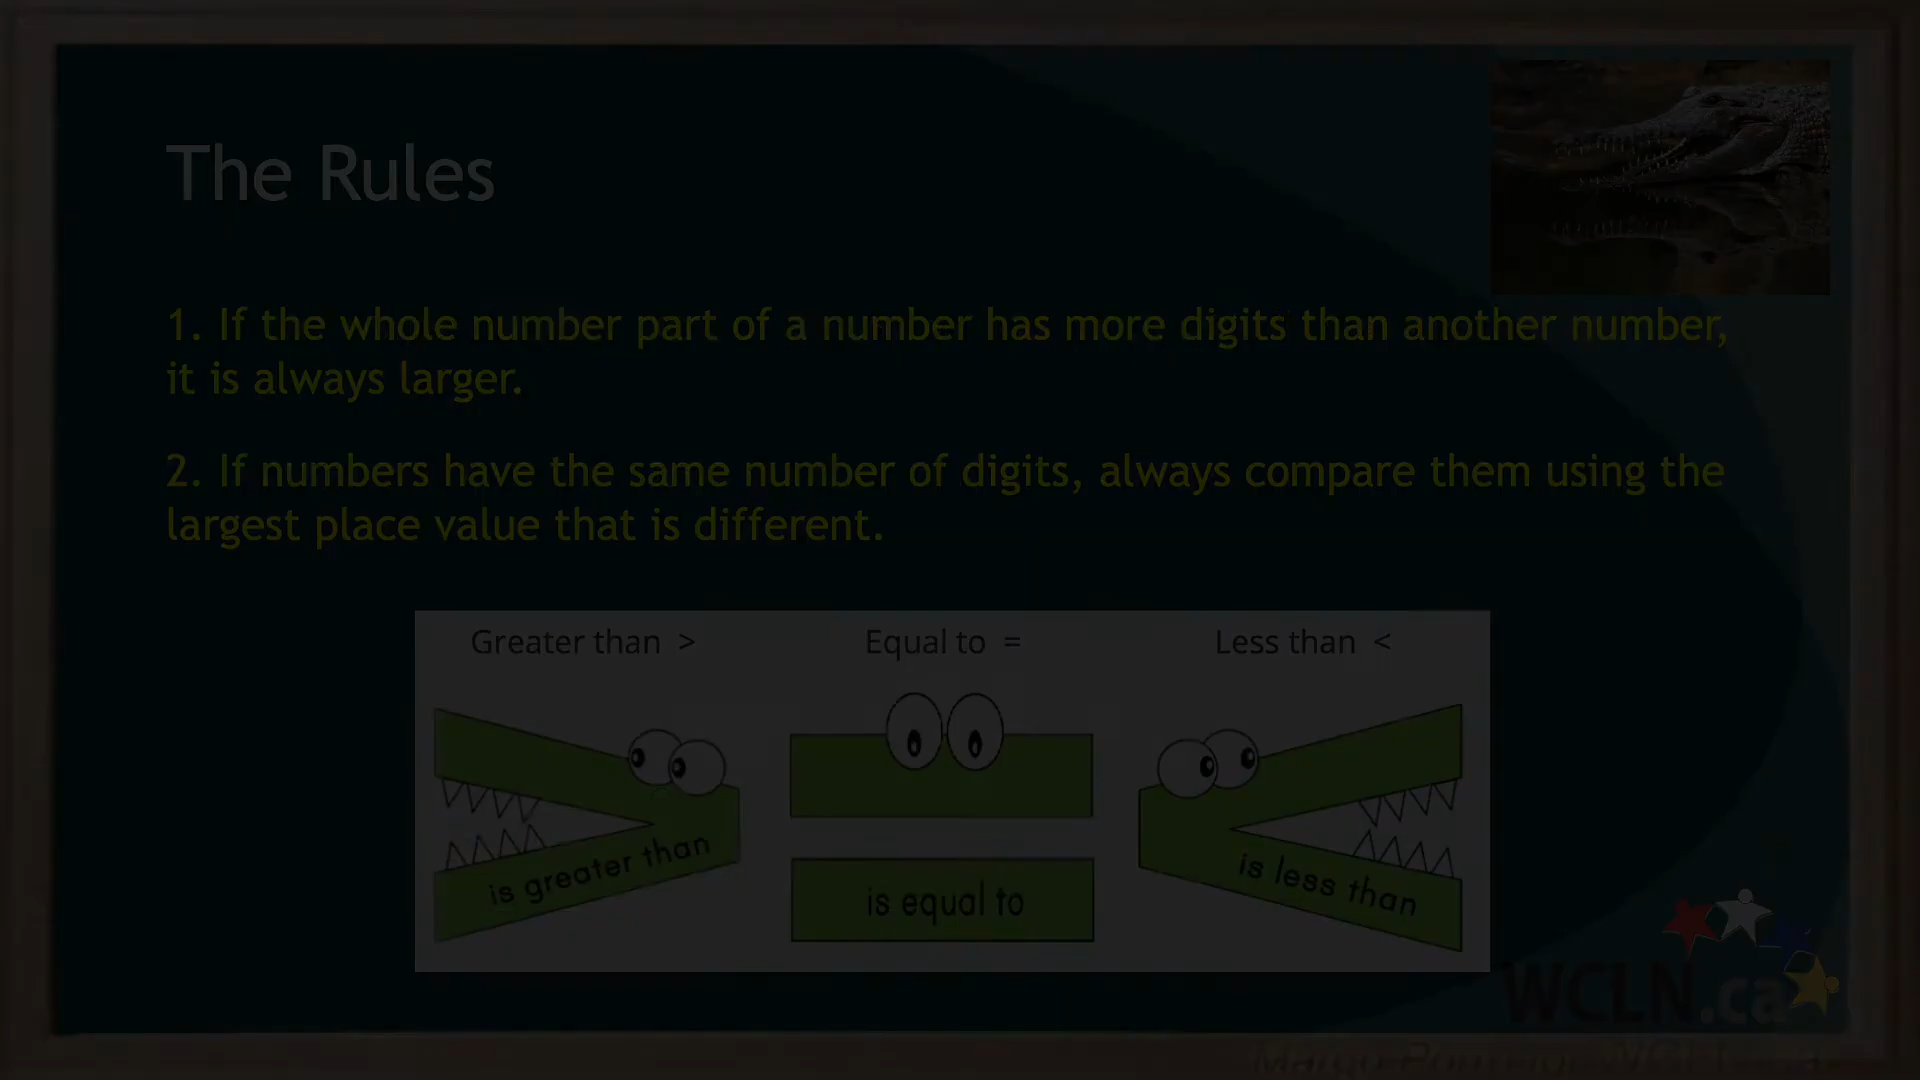 The Rules
1. If the whole number part of a number has more digits than another number,
it is always larger.
2. If numbers have the same number of digits, always compare them using the
largest place value that is different.
Greater than >
Equal to =
Less than <
is greater than
is equal to
is less than
WCLN.ca